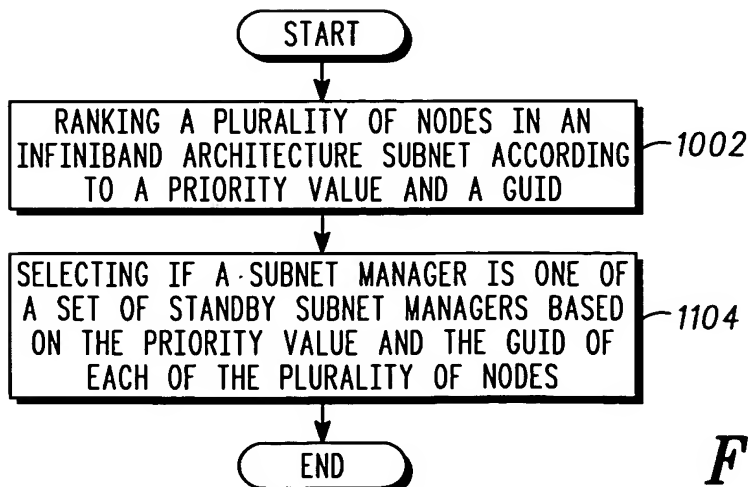 START
RANKING A PLURALITY OF NODES IN AN
INFINIBAND ARCHITECTURE SUBNET ACCORDING
TO A PRIORITY VALUE AND A GUID
1002
SELECTING IF A SUBNET MANAGER IS ONE OF
A SET OF STANDBY SUBNET MANAGERS BASED
ON THE PRIORITY VALUE AND THE GUID OF
EACH OF THE PLURALITY OF NODES
1104
END
F